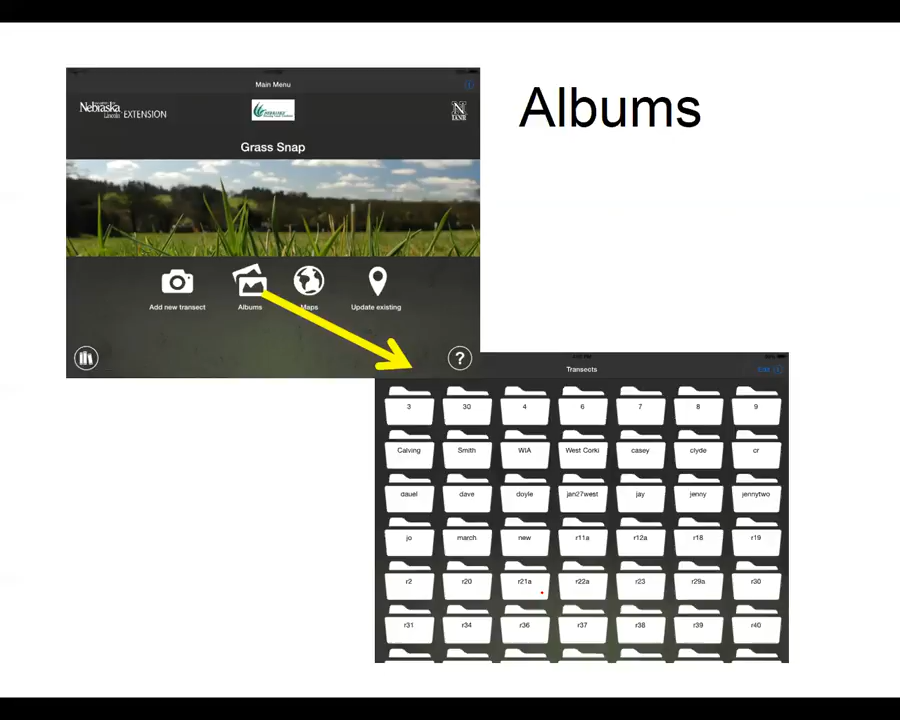 Albums
Main Menu
Nebraska
Lincoln
EXTENSION
N
IANR
Grass Snap
Add new transect
Albums
Maps
Update existing
?
Transects
Edit
3 30 4 6 7 8 9
Calving Smith WIA West Corki casey clyde cr
dauel dave doyle jan27west jay jenny jennytwo
jo march new r11a r12a r18 r19
r2 r20 r21a r22a r23 r29a r30
r31 r34 r36 r37 r38 r39 r40